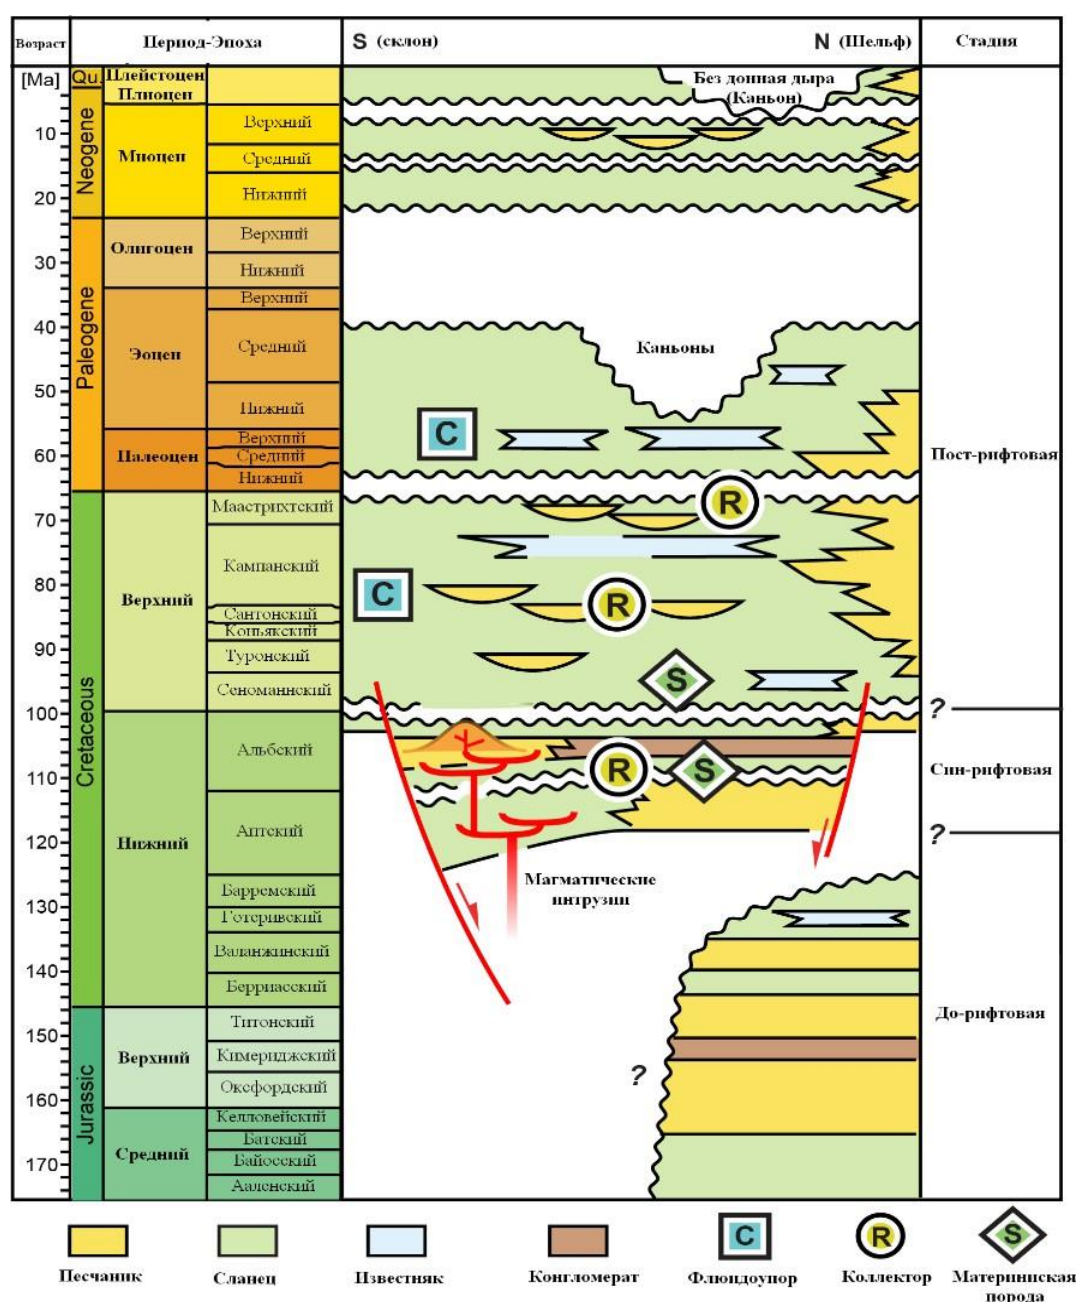 Возраст
Период-Эпоха
S (склон)
N (Шельф)
Стадия
[Ma]
Qu.
Плейстоцен
Плиоцен
Без донная дыра
(Каньон)
10
20
30
40
50
60
70
80
90
100
110
120
130
140
150
160
170
Neogene
Миоцен
Верхний
Средний
Нижний
Paleogene
Олигоцен
Верхний
Нижний
Эоцен
Верхний
Средний
Нижний
Палеоцен
Верхний
Средний
Нижний
Cretaceous
Верхний
Маастрихтский
Кампанский
Сантонский
Коньякский
Туронский
Сеноманнский
Нижний
Альбский
Аптский
Барремский
Готеривский
Валанжинский
Берриасский
Jurassic
Верхний
Титонский
Кимериджский
Оксфордский
Средний
Келловейский
Батский
Байосский
Ааленский
Каньоны
C
R
C
R
S
R
S
Магматические
интрузии
?
Пост-рифтовая
?
Син-рифтовая
?
До-рифтовая
C
R
S
Песчаник
Сланец
Известняк
Конгломерат
Флюидоупор
Коллектор
Материнская
порода